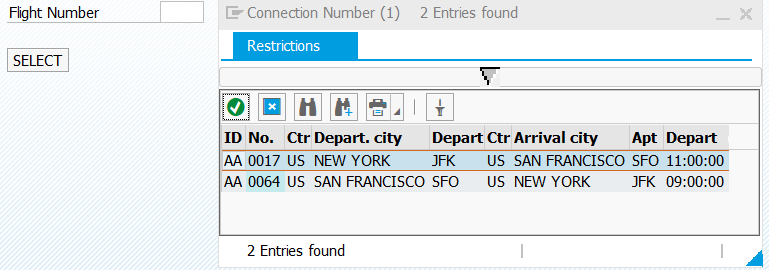 Flight Number
SELECT
Connection Number (1) 2 Entries found
Restrictions
ID No. Ctr Depart. city Depart Ctr Arrival city Apt Depart
AA 0017 US NEW YORK JFK US SAN FRANCISCO SFO 11:00:00
AA 0064 US SAN FRANCISCO SFO US NEW YORK JFK 09:00:00
2 Entries found